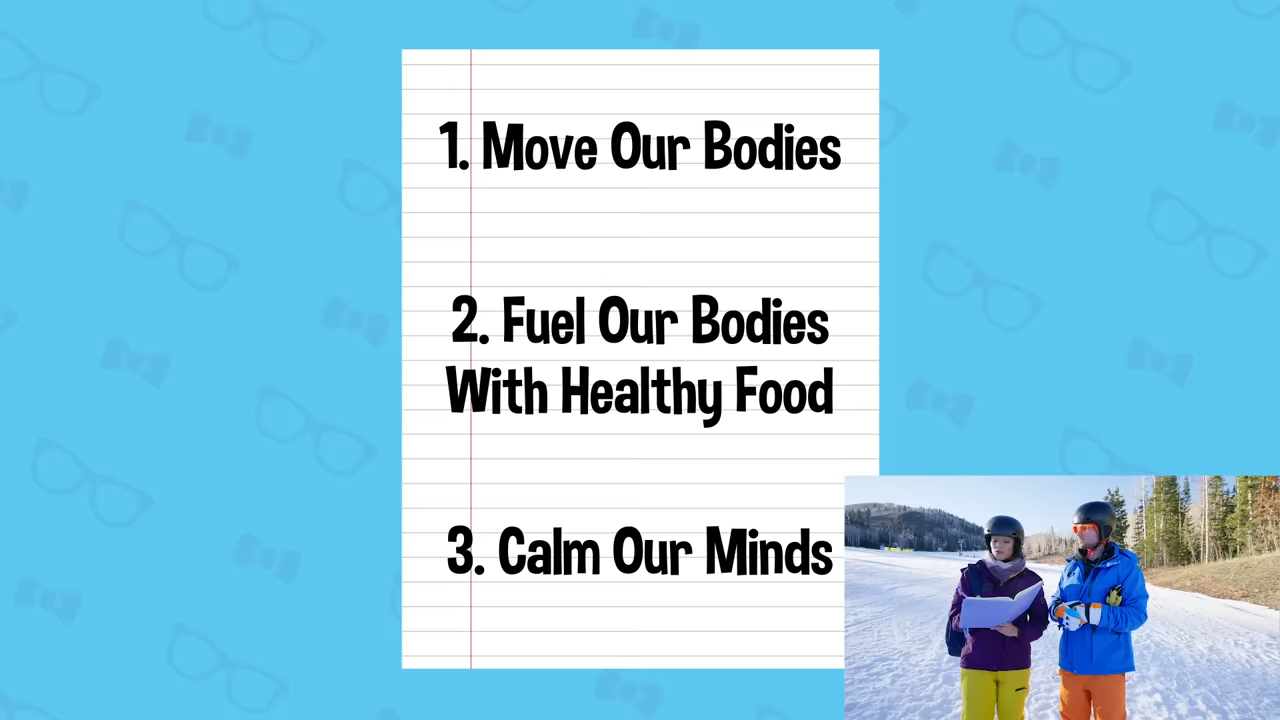 1. Move Our Bodies
2. Fuel Our Bodies
With Healthy Food
3. Calm Our Minds